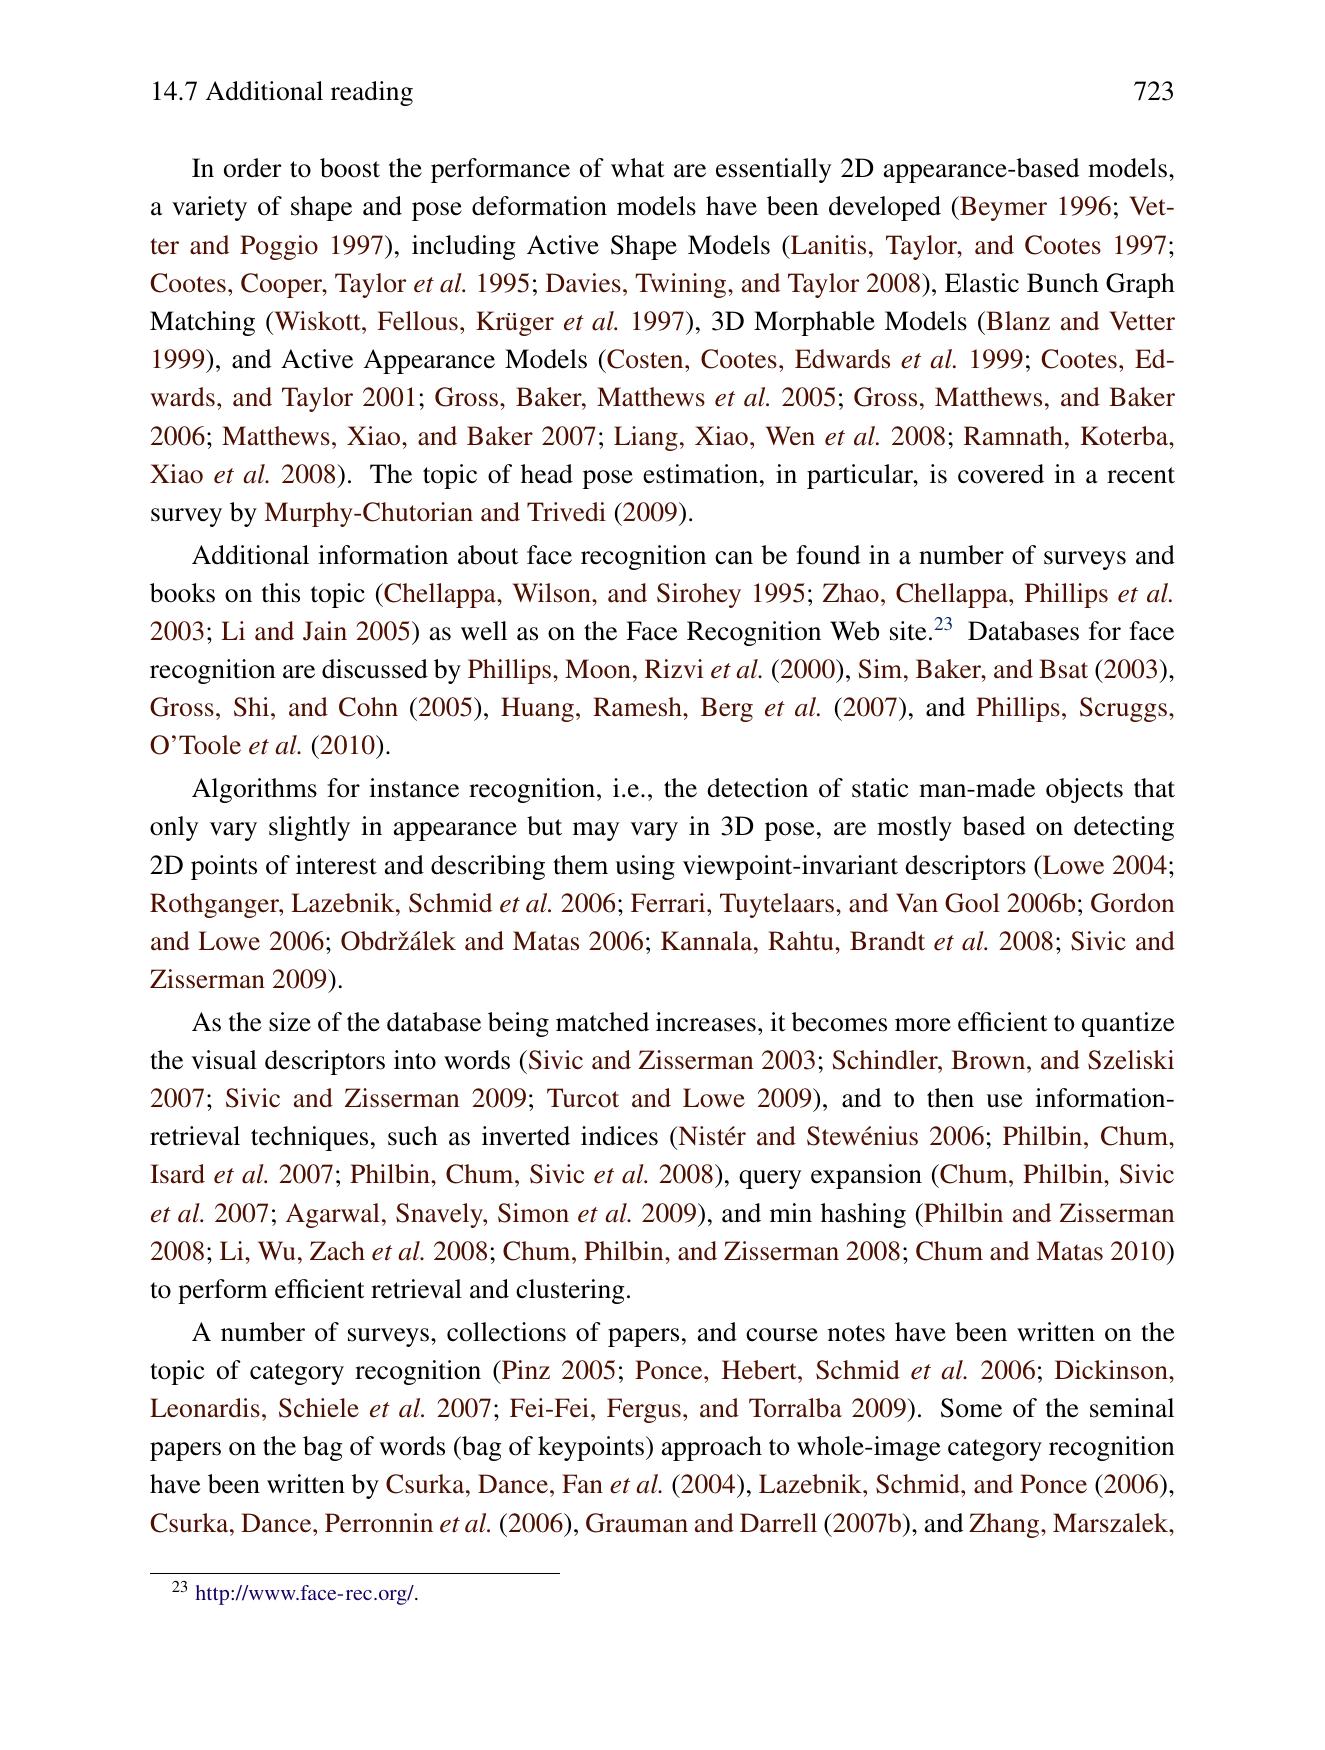 14.7 Additional reading 723
In order to boost the performance of what are essentially 2D appearance-based models,
a variety of shape and pose deformation models have been developed (Beymer 1996; Vet-
ter and Poggio 1997), including Active Shape Models (Lanitis, Taylor, and Cootes 1997;
Cootes, Cooper, Taylor et al. 1995; Davies, Twining, and Taylor 2008), Elastic Bunch Graph
Matching (Wiskott, Fellous, Krüger et al. 1997), 3D Morphable Models (Blanz and Vetter
1999), and Active Appearance Models (Costen, Cootes, Edwards et al. 1999; Cootes, Ed-
wards, and Taylor 2001; Gross, Baker, Matthews et al. 2005; Gross, Matthews, and Baker
2006; Matthews, Xiao, and Baker 2007; Liang, Xiao, Wen et al. 2008; Ramnath, Koterba,
Xiao et al. 2008). The topic of head pose estimation, in particular, is covered in a recent
survey by Murphy-Chutorian and Trivedi (2009).
Additional information about face recognition can be found in a number of surveys and
books on this topic (Chellappa, Wilson, and Sirohey 1995; Zhao, Chellappa, Phillips et al.
2003; Li and Jain 2005) as well as on the Face Recognition Web site.23 Databases for face
recognition are discussed by Phillips, Moon, Rizvi et al. (2000), Sim, Baker, and Bsat (2003),
Gross, Shi, and Cohn (2005), Huang, Ramesh, Berg et al. (2007), and Phillips, Scruggs,
O'Toole et al. (2010).
Algorithms for instance recognition, i.e., the detection of static man-made objects that
only vary slightly in appearance but may vary in 3D pose, are mostly based on detecting
2D points of interest and describing them using viewpoint-invariant descriptors (Lowe 2004;
Rothganger, Lazebnik, Schmid et al. 2006; Ferrari, Tuytelaars, and Van Gool 2006b; Gordon
and Lowe 2006; Obdržálek and Matas 2006; Kannala, Rahtu, Brandt et al. 2008; Sivic and
Zisserman 2009).
As the size of the database being matched increases, it becomes more efficient to quantize
the visual descriptors into words (Sivic and Zisserman 2003; Schindler, Brown, and Szeliski
2007; Sivic and Zisserman 2009; Turcot and Lowe 2009), and to then use information-
retrieval techniques, such as inverted indices (Nistér and Stewénius 2006; Philbin, Chum,
Isard et al. 2007; Philbin, Chum, Sivic et al. 2008), query expansion (Chum, Philbin, Sivic
et al. 2007; Agarwal, Snavely, Simon et al. 2009), and min hashing (Philbin and Zisserman
2008; Li, Wu, Zach et al. 2008; Chum, Philbin, and Zisserman 2008; Chum and Matas 2010)
to perform efficient retrieval and clustering.
A number of surveys, collections of papers, and course notes have been written on the
topic of category recognition (Pinz 2005; Ponce, Hebert, Schmid et al. 2006; Dickinson,
Leonardis, Schiele et al. 2007; Fei-Fei, Fergus, and Torralba 2009). Some of the seminal
papers on the bag of words (bag of keypoints) approach to whole-image category recognition
have been written by Csurka, Dance, Fan et al. (2004), Lazebnik, Schmid, and Ponce (2006),
Csurka, Dance, Perronnin et al. (2006), Grauman and Darrell (2007b), and Zhang, Marszalek,
23 http://www.face-rec.org/.